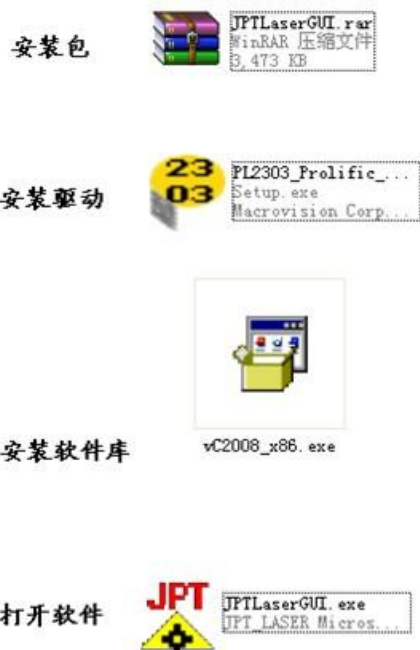 安装包
JPTLaserGUI.rar
WinRAR 压缩文件
3,473 KB
安装驱动
23
03
PL2303_Prolific_...
Setup.exe
Macrovision Corp...
安装软件库
vC2008_x86.exe
打开软件
JPT
JPTLaserGUI.exe
JPT_LASER Micros...